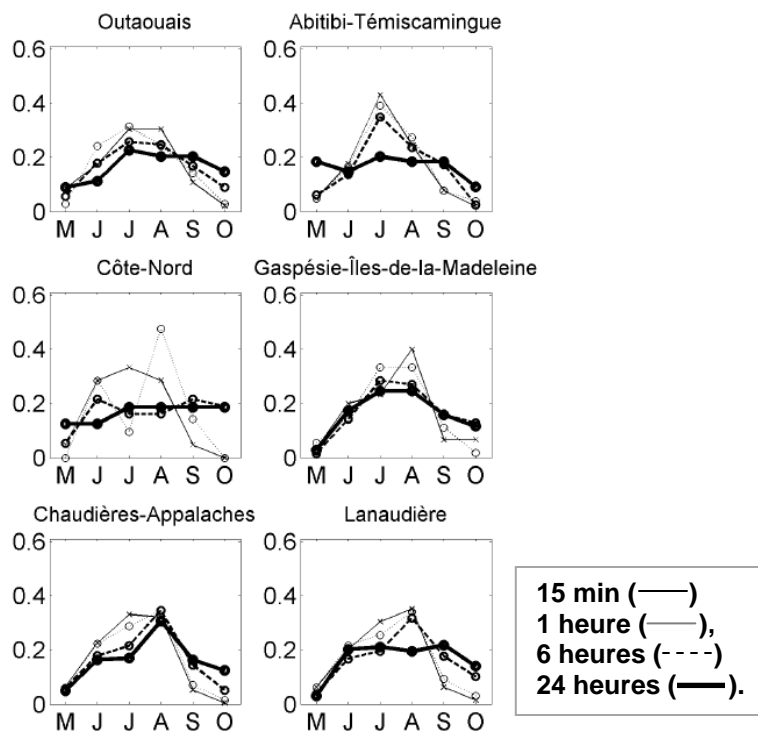 Outaouais
0.6
0.4
0.2
0
M J J A S O
Abitibi-Témiscamingue
0.6
0.4
0.2
0
M J J A S O
Côte-Nord
0.6
0.4
0.2
0
M J J A S O
Gaspésie-Îles-de-la-Madeleine
0.6
0.4
0.2
0
M J J A S O
Chaudières-Appalaches
0.6
0.4
0.2
0
M J J A S O
Lanaudière
0.6
0.4
0.2
0
M J J A S O
15 min (——)
1 heure (——),
6 heures (----)
24 heures (——).